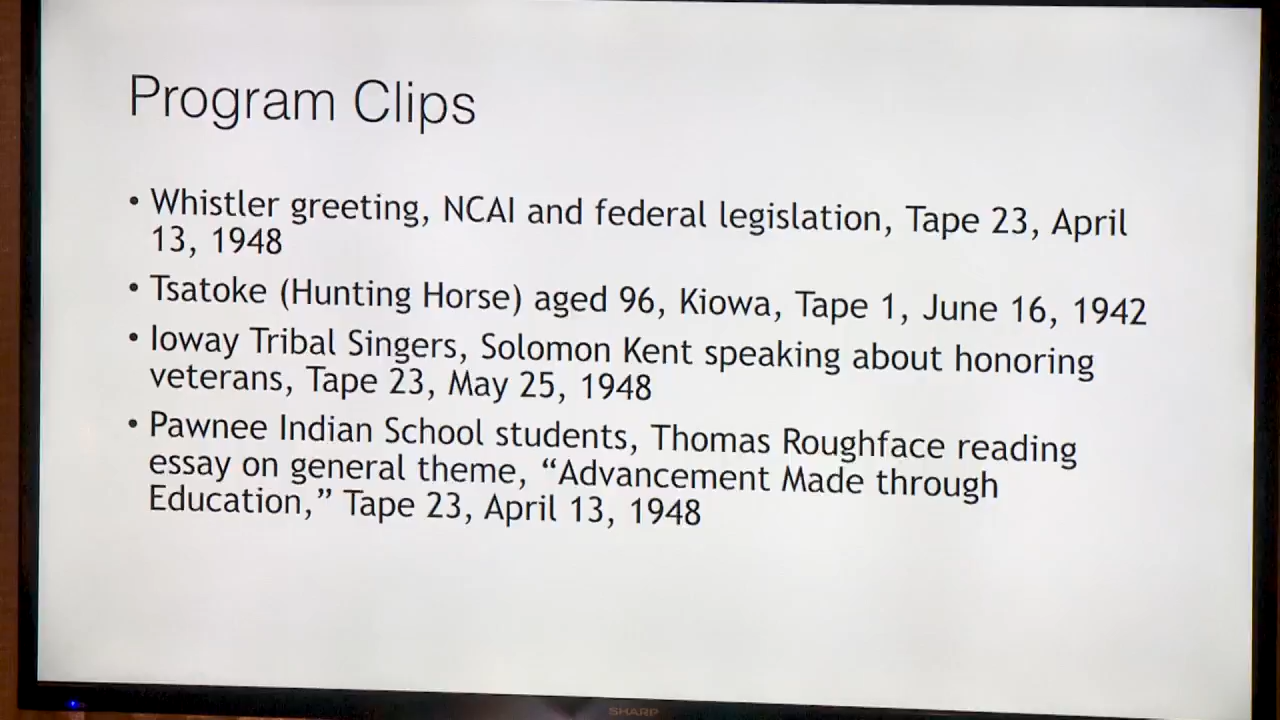 Program Clips
• Whistler greeting, NCAI and federal legislation, Tape 23, April
13, 1948
• Tsatoke (Hunting Horse) aged 96, Kiowa, Tape 1, June 16, 1942
• Ioway Tribal Singers, Solomon Kent speaking about honoring
veterans, Tape 23, May 25, 1948
• Pawnee Indian School students, Thomas Roughface reading
essay on general theme, “Advancement Made through
Education,” Tape 23, April 13, 1948
SHARP